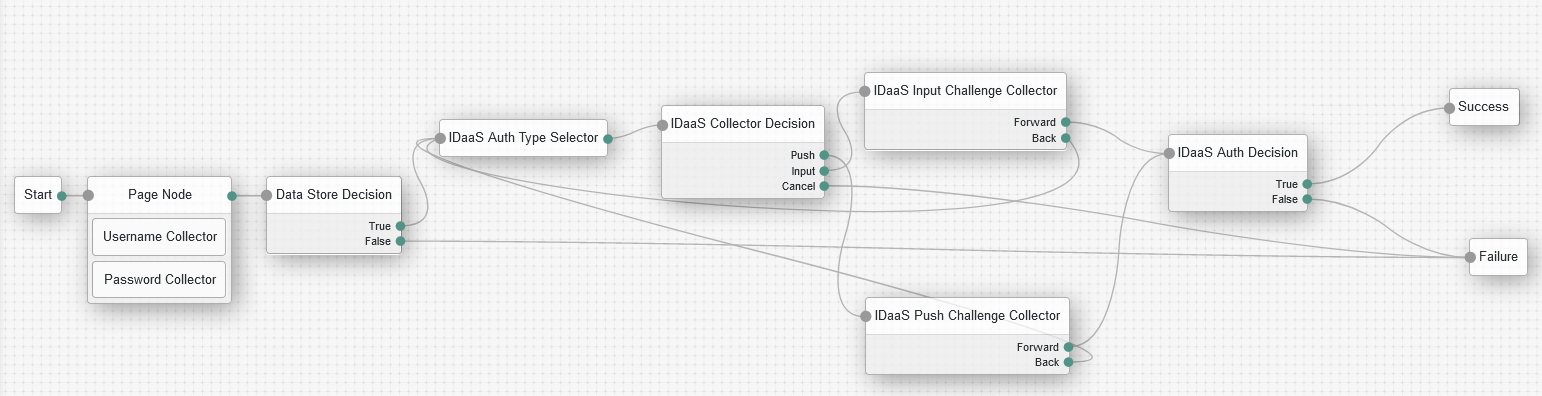 Start
Page Node
Username Collector
Password Collector
Data Store Decision
True
False
IDaaS Auth Type Selector
IDaaS Collector Decision
Push
Input
Cancel
IDaaS Input Challenge Collector
Forward
Back
IDaaS Push Challenge Collector
Forward
Back
IDaaS Auth Decision
True
False
Success
Failure